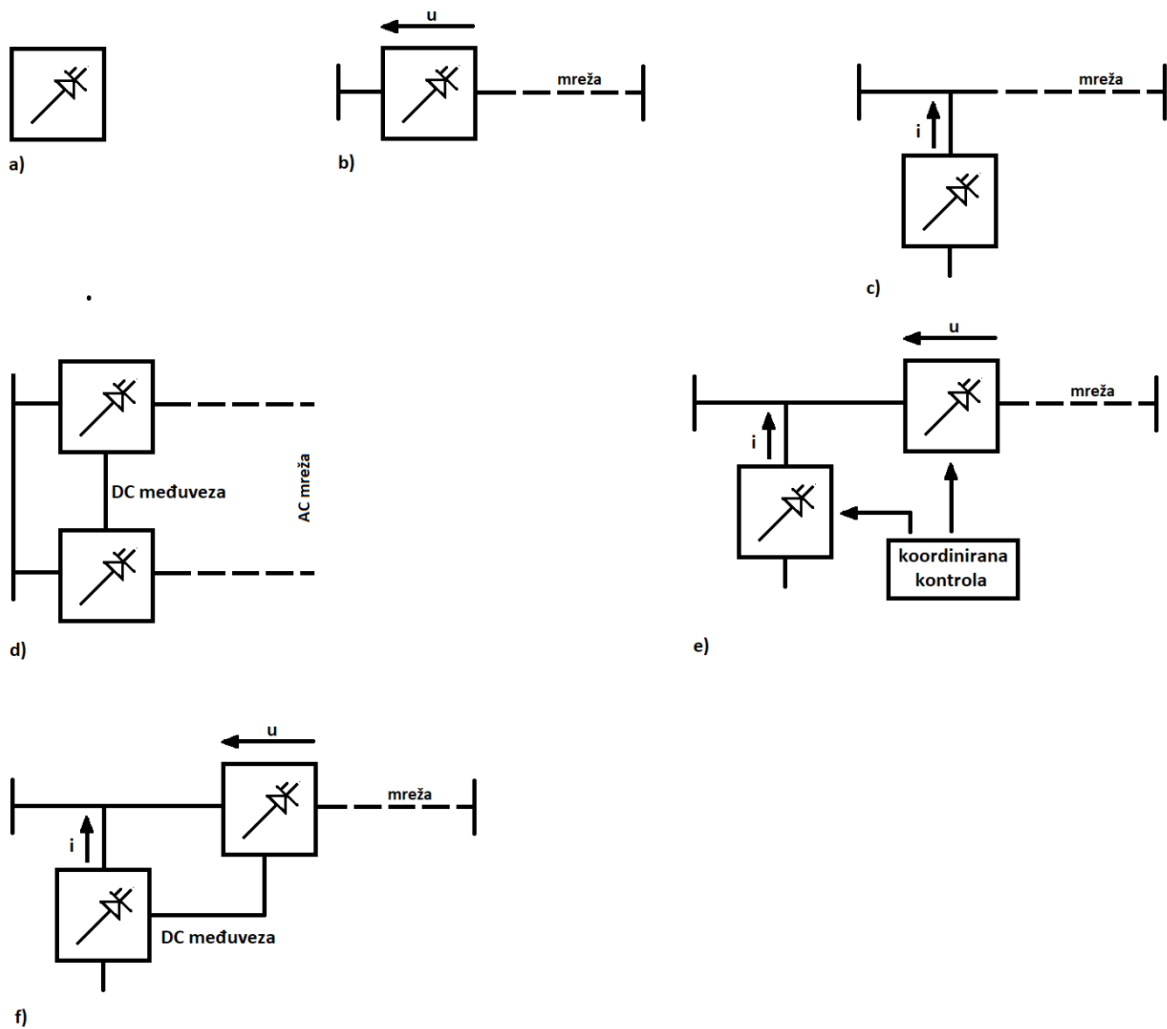 u
mreža
a)
b)
mreža
i
c)
u
mreža
i
DC međuveza
AC mreža
koordinirana
kontrola
d)
e)
u
mreža
i
DC međuveza
f)